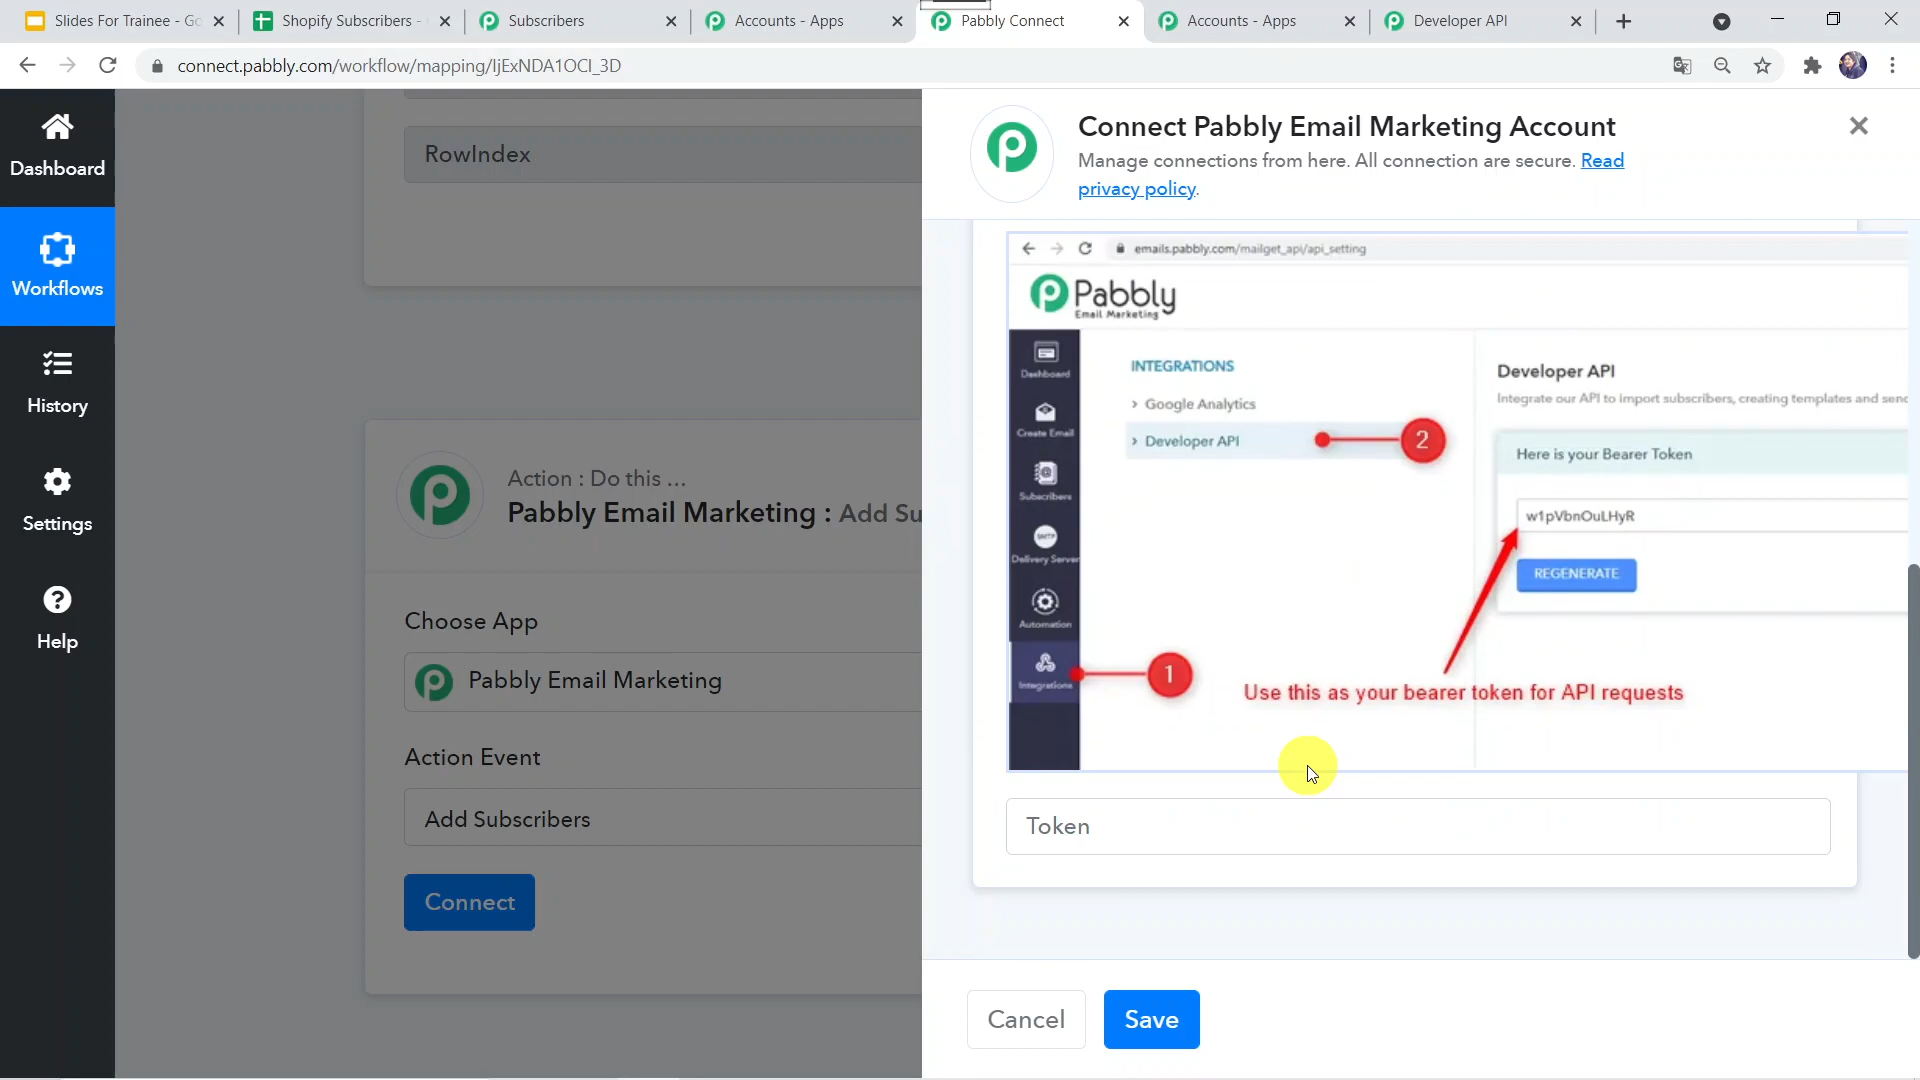 Slides For Trainee - Go
Shopify Subscribers -
Subscribers
Accounts - Apps
Pabbly Connect
Accounts - Apps
Developer API
connect.pabbly.com/workflow/mapping/IjExNDA1OCI_3D
Dashboard
Workflows
History
Settings
Help
RowIndex
Action : Do this ...
Pabbly Email Marketing : Add Su
Choose App
Pabbly Email Marketing
Action Event
Add Subscribers
Connect
Connect Pabbly Email Marketing Account
Manage connections from here. All connection are secure. Read
privacy policy.
emails.pabbly.com/mailget_api/api_setting
Pabbly
Email Marketing
Dashboard
Create Email
Subscribers
SMTP
Delivery Server
Automation
Integrations
INTEGRATIONS
> Google Analytics
> Developer API
2
1
Developer API
Integrate our API to import subscribers, creating templates and senc
Here is your Bearer Token
w1pVbnOuLHyR
REGENERATE
Use this as your bearer token for API requests
Token
Cancel
Save